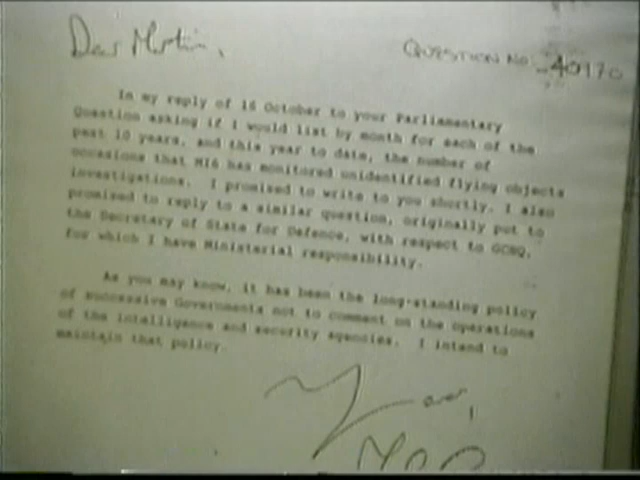 Dear Martin,
QUESTION No. 40170
In my reply of 16 October to your Parliamentary
Question asking if I would list by month for each of the
past 10 years, and this year to date, the number of
occasions that MI6 has monitored unidentified flying objects
investigations. I promised to write to you shortly. I also
promised to reply to a similar question, originally put to
the Secretary of State for Defence, with respect to GCHQ,
for which I have Ministerial responsibility.
As you may know, it has been the long-standing policy
of successive Governments not to comment on the operations
of the intelligence and security agencies. I intend to
maintain that policy.